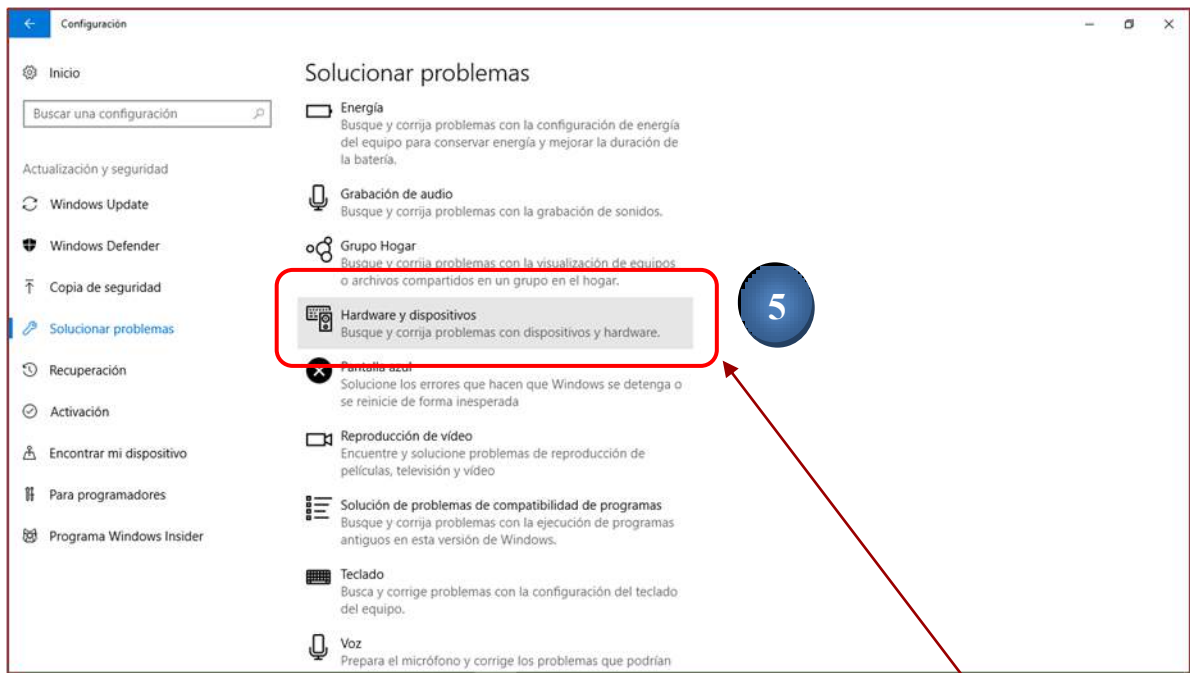 Configuración
Inicio
Buscar una configuración
Actualización y seguridad
Windows Update
Windows Defender
Copia de seguridad
Solucionar problemas
Recuperación
Activación
Encontrar mi dispositivo
Para programadores
Programa Windows Insider
Solucionar problemas
Energía
Busque y corrija problemas con la configuración de energía
del equipo para conservar energía y mejorar la duración de
la batería.
Grabación de audio
Busque y corrija problemas con la grabación de sonidos.
Grupo Hogar
Busque y corrija problemas con la visualización de equipos
o archivos compartidos en un grupo en el hogar.
Hardware y dispositivos
Busque y corrija problemas con dispositivos y hardware.
5
Pantalla azul
Solucione los errores que hacen que Windows se detenga o
se reinicie de forma inesperada
Reproducción de vídeo
Encuentre y solucione problemas de reproducción de
películas, televisión y vídeo
Solución de problemas de compatibilidad de programas
Busque y corrija problemas con la ejecución de programas
antiguos en esta versión de Windows.
Teclado
Busca y corrige problemas con la configuración del teclado
del equipo.
Voz
Prepara el micrófono y corrige los problemas que podrían